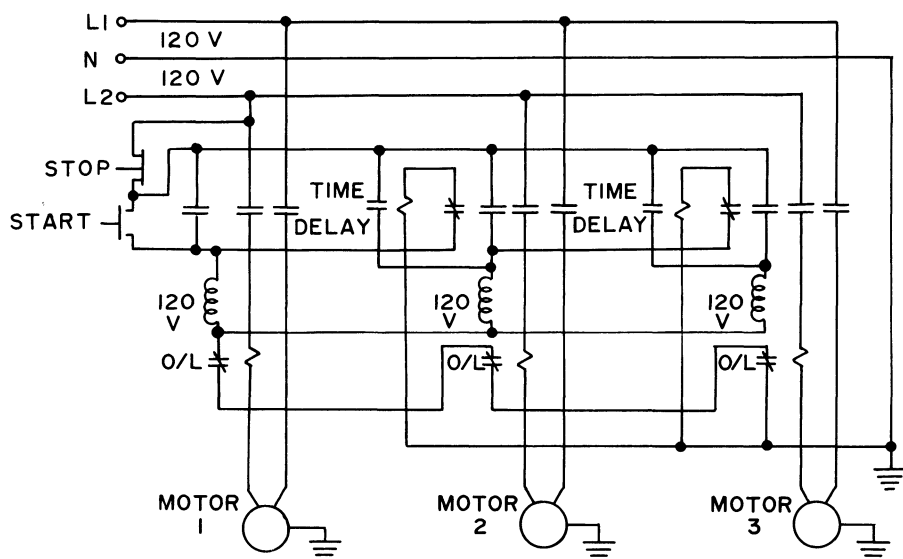 L1
120 V
N
120 V
L2
STOP
START
TIME
DELAY
TIME
DELAY
120
V
120
V
120
V
O/L
O/L
O/L
MOTOR
1
MOTOR
2
MOTOR
3